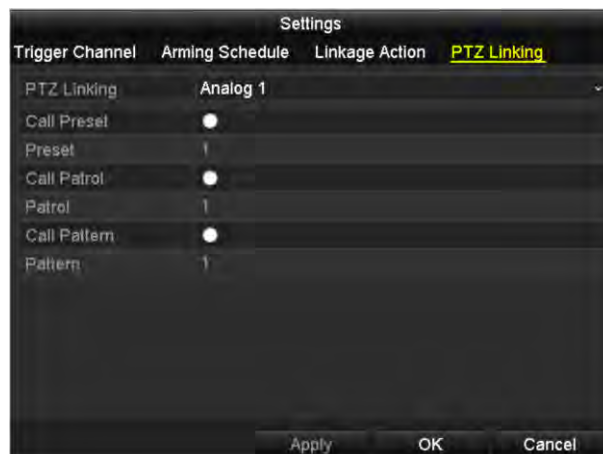 Settings
Trigger Channel Arming Schedule Linkage Action PTZ Linking
PTZ Linking Analog 1
Call Preset
Preset 1
Call Patrol
Patrol 1
Call Pattern
Pattern 1
Apply OK Cancel